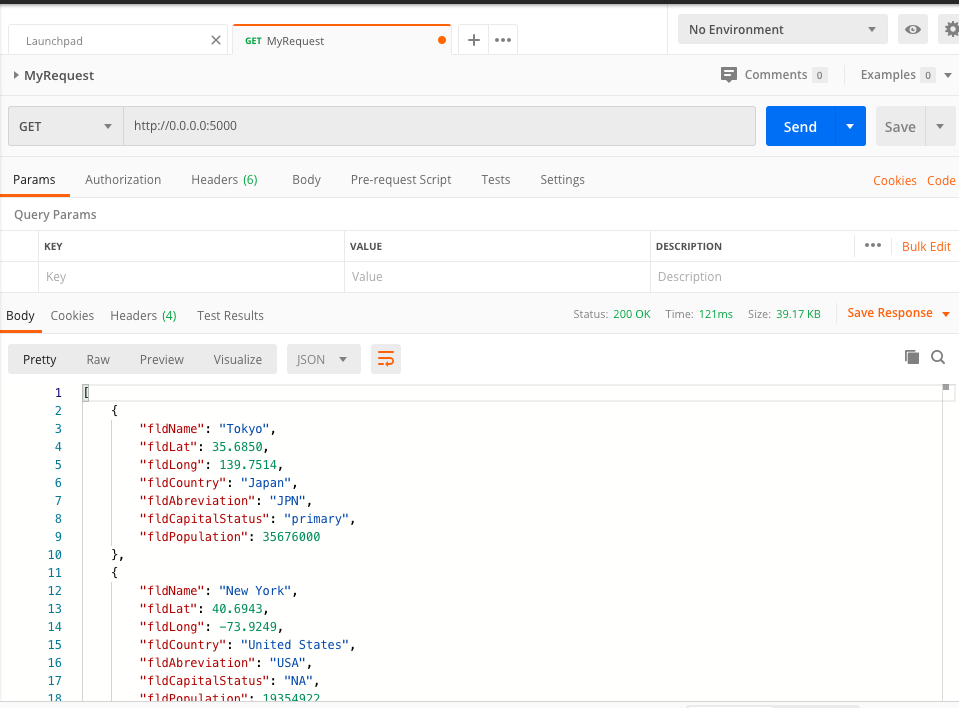 Launchpad
GET MyRequest
No Environment
MyRequest
Comments 0
Examples 0
GET http://0.0.0.0:5000 Send Save
Params Authorization Headers (6) Body Pre-request Script Tests Settings Cookies Code
Query Params
KEY VALUE DESCRIPTION Bulk Edit
Key Value Description
Body Cookies Headers (4) Test Results Status: 200 OK Time: 121ms Size: 39.17 KB Save Response
Pretty Raw Preview Visualize JSON
1 [
2 {
3 "fldName": "Tokyo",
4 "fldLat": 35.6850,
5 "fldLong": 139.7514,
6 "fldCountry": "Japan",
7 "fldAbreviation": "JPN",
8 "fldCapitalStatus": "primary",
9 "fldPopulation": 35676000
10 },
11 {
12 "fldName": "New York",
13 "fldLat": 40.6943,
14 "fldLong": -73.9249,
15 "fldCountry": "United States",
16 "fldAbreviation": "USA",
17 "fldCapitalStatus": "NA",
18 "fldPopulation": 19354922